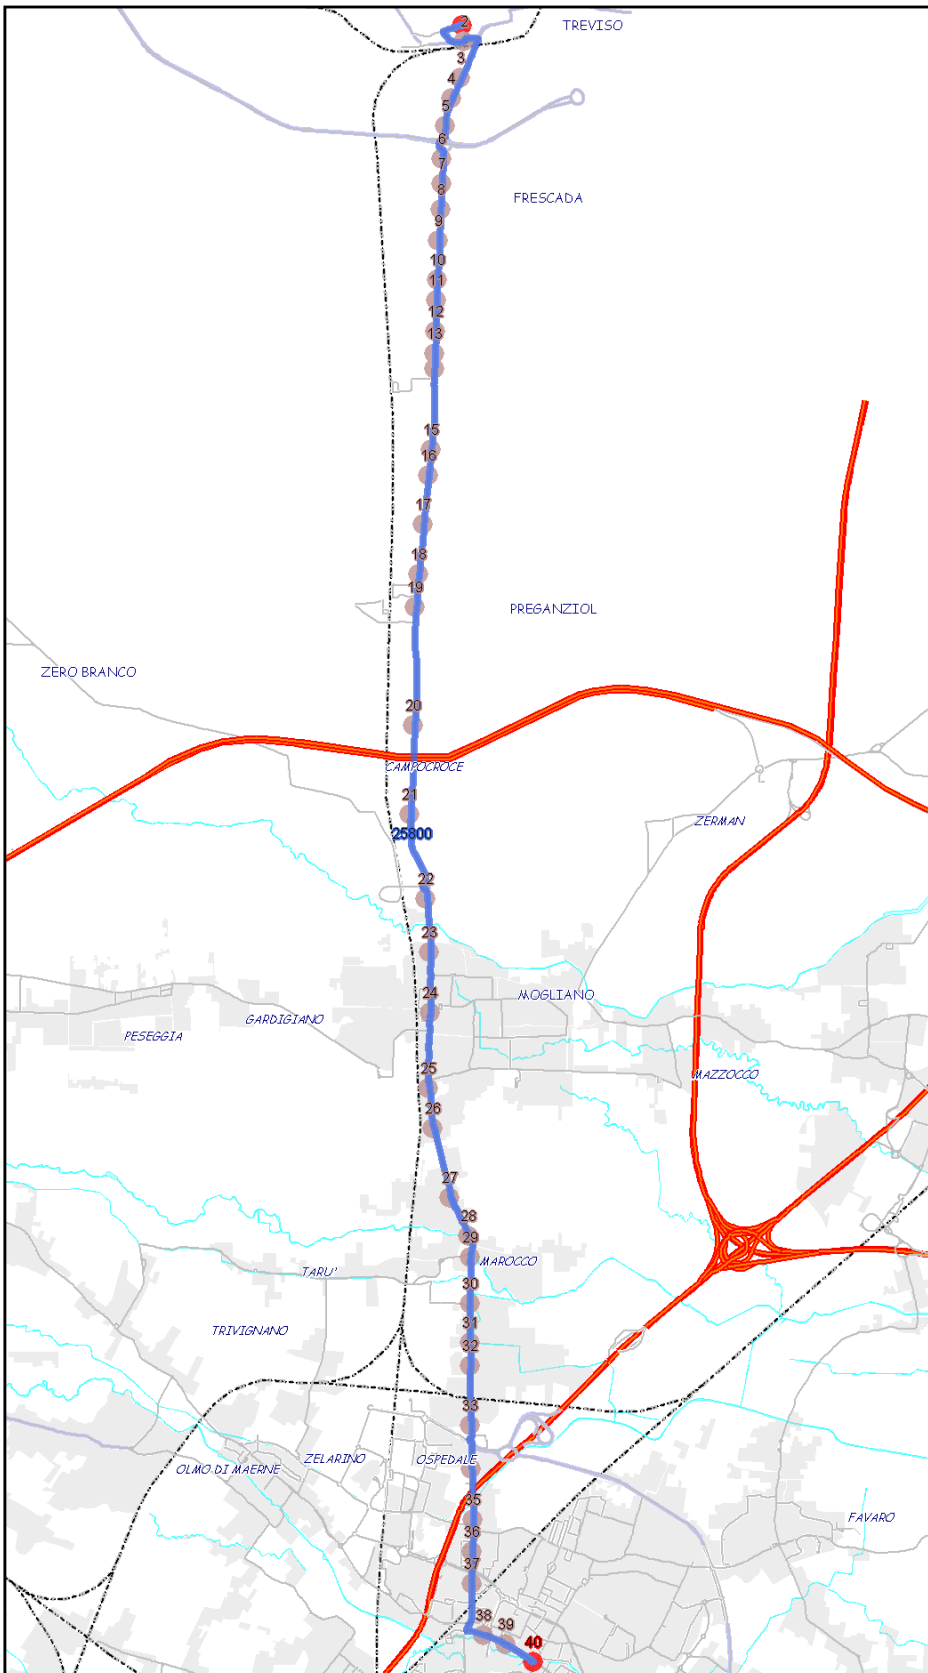 2
TREVISO
3
4
5
6
7
8
FRESCADA
9
10
11
12
13
15
16
17
18
19
PREGANZIOL
ZERO BRANCO
20
CAMPOCROCE
21
ZERMAN
25800
22
23
24
MOGLIANO
GARDIGIANO
PESEGGIA
25
MAZZOCCO
26
27
28
29
MAROCCO
TARU'
30
31
TRIVIGNANO
32
33
ZELARINO
OSPEDALE
OLMO DI MAERNE
35
FAVARO
36
37
38
39
40